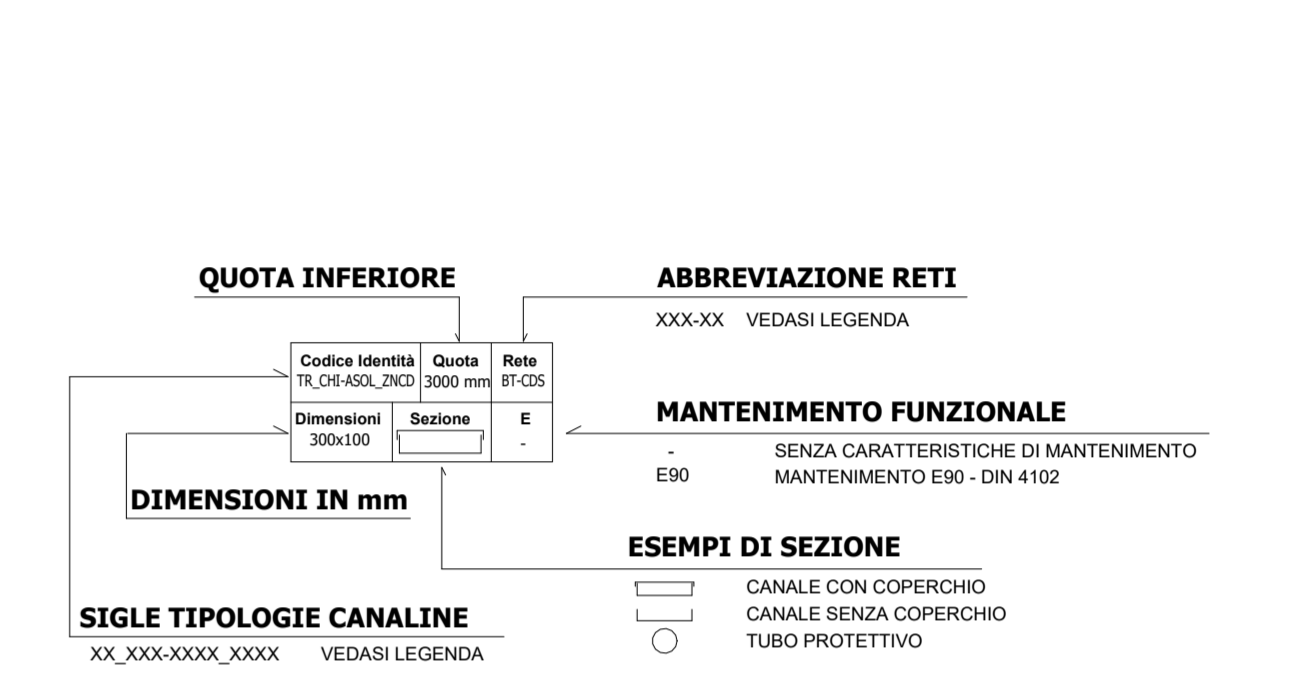 QUOTA INFERIORE
ABBREVIAZIONE RETI
XXX-XX VEDASI LEGENDA
Codice Identità Quota Rete
TR_CHI-ASOL_ZNCD 3000 mm BT-CDS
Dimensioni Sezione E
300x100 -
MANTENIMENTO FUNZIONALE
- SENZA CARATTERISTICHE DI MANTENIMENTO
E90 MANTENIMENTO E90 - DIN 4102
DIMENSIONI IN mm
ESEMPI DI SEZIONE
CANALE CON COPERCHIO
CANALE SENZA COPERCHIO
TUBO PROTETTIVO
SIGLE TIPOLOGIE CANALINE
XX_XXX-XXXX_XXXX VEDASI LEGENDA